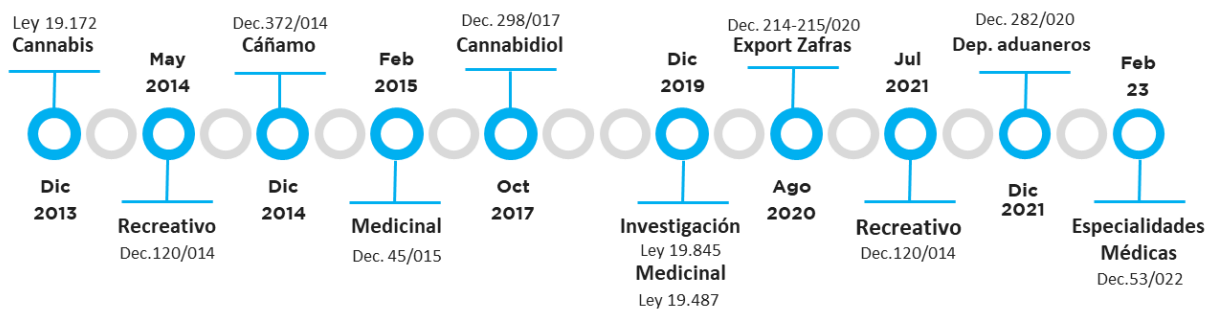 Ley 19.172
Cannabis
Dic
2013
May
2014
Recreativo
Dec.120/014
Dec.372/014
Cáñamo
Dic
2014
Feb
2015
Medicinal
Dec. 45/015
Dec. 298/017
Cannabidiol
Oct
2017
Dic
2019
Investigación
Ley 19.845
Medicinal
Ley 19.487
Dec. 214-215/020
Export Zafras
Ago
2020
Jul
2021
Recreativo
Dec.120/014
Dec. 282/020
Dep. aduaneros
Dic
2021
Feb
23
Especialidades
Médicas
Dec.53/022